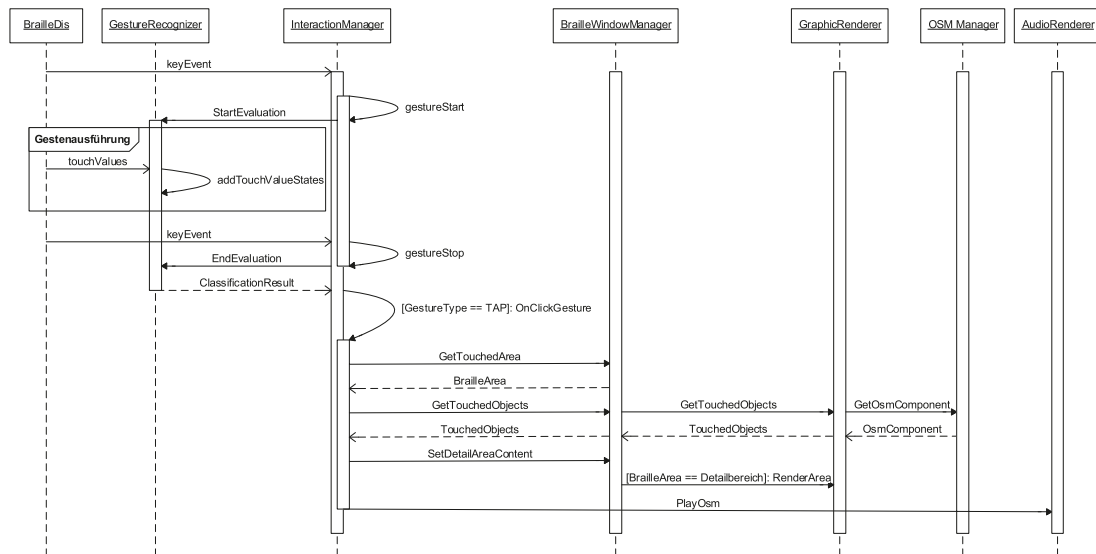 BrailleDis
GestureRecognizer
InteractionManager
BrailleWindowManager
GraphicRenderer
OSM Manager
AudioRenderer
keyEvent
gestureStart
StartEvaluation
Gestenausführung
touchValues
addTouchValueStates
keyEvent
gestureStop
EndEvaluation
ClassificationResult
[GestureType == TAP]: OnClickGesture
GetTouchedArea
BrailleArea
GetTouchedObjects
GetTouchedObjects
GetOsmComponent
TouchedObjects
TouchedObjects
OsmComponent
SetDetailAreaContent
[BrailleArea == Detailbereich]: RenderArea
PlayOsm